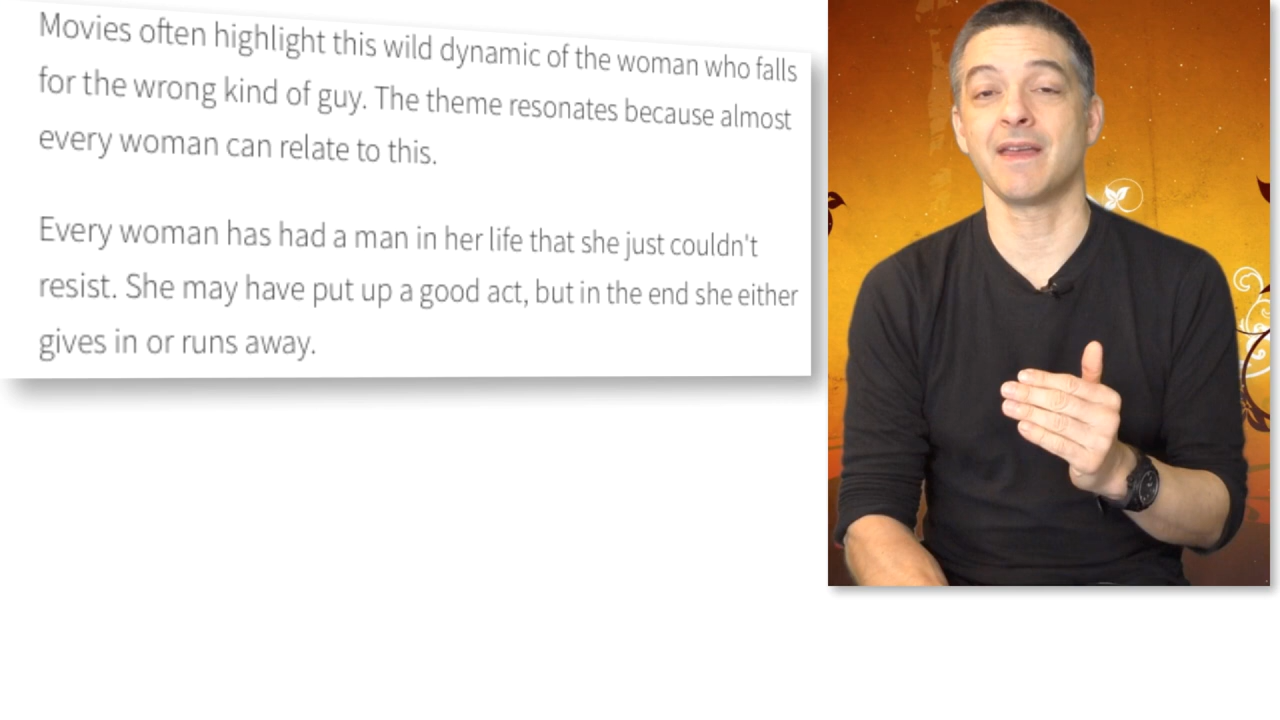 Movies often highlight this wild dynamic of the woman who falls
for the wrong kind of guy. The theme resonates because almost
every woman can relate to this.
Every woman has had a man in her life that she just couldn't
resist. She may have put up a good act, but in the end she either
gives in or runs away.